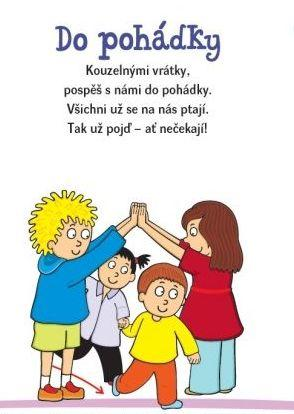 Do pohádky
Kouzelnými vrátky,
pospěš s námi do pohádky.
Všichni už se na nás ptají.
Tak už pojď – ať nečekají!